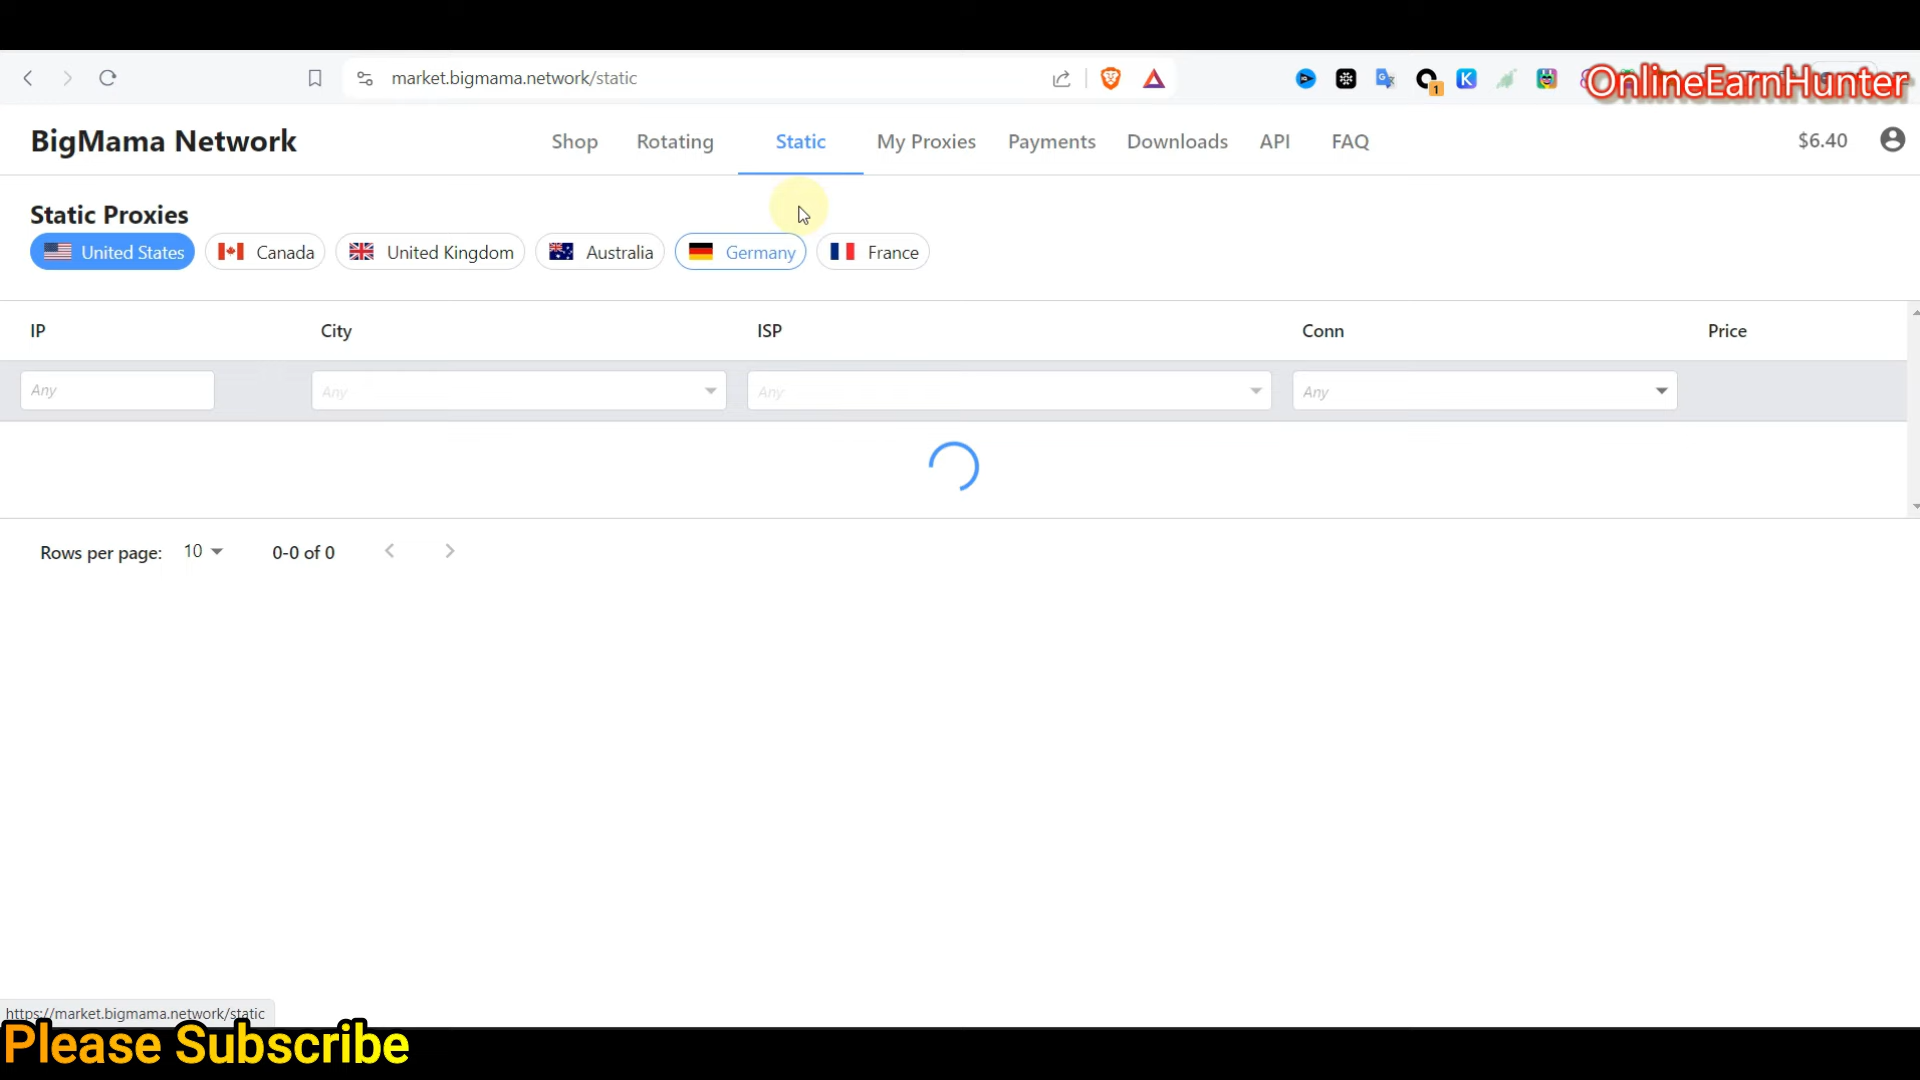 market.bigmama.network/static
1
OnlineEarnHunter
BigMama Network
Shop
Rotating
Static
My Proxies
Payments
Downloads
API
FAQ
$6.40
Static Proxies
United States
Canada
United Kingdom
Australia
Germany
France
IP
City
ISP
Conn
Price
Any
Any
Any
Any
Rows per page:
10
0-0 of 0
https://market.bigmama.network/static
Please Subscribe